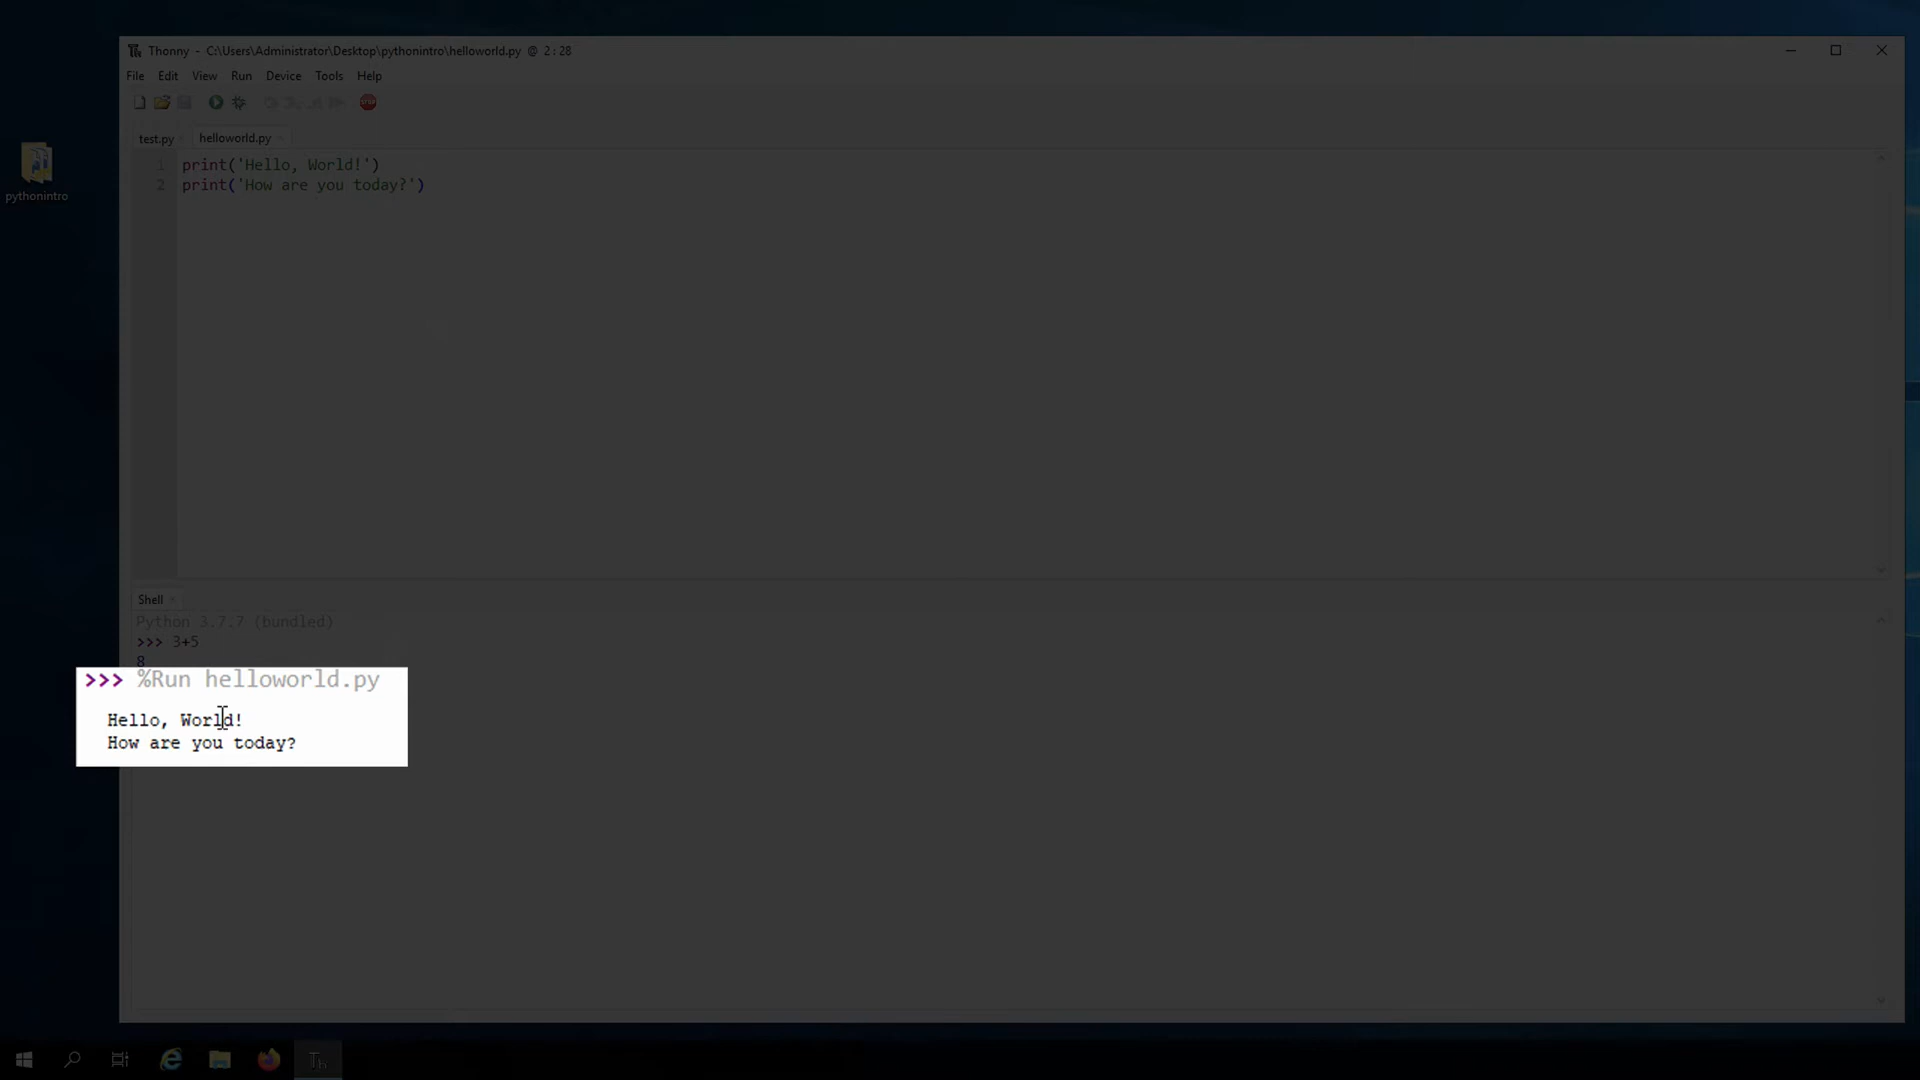 Thonny - C:\Users\Administrator\Desktop\pythonintro\helloworld.py @ 2:28
File Edit View Run Device Tools Help
STOP
test.py helloworld.py
1 print('Hello, World!')
2 print('How are you today?')
pythonintro
Shell
Python 3.7.7 (bundled)
>>> 3+5
8
>>> %Run helloworld.py
Hello, World!
How are you today?
Th